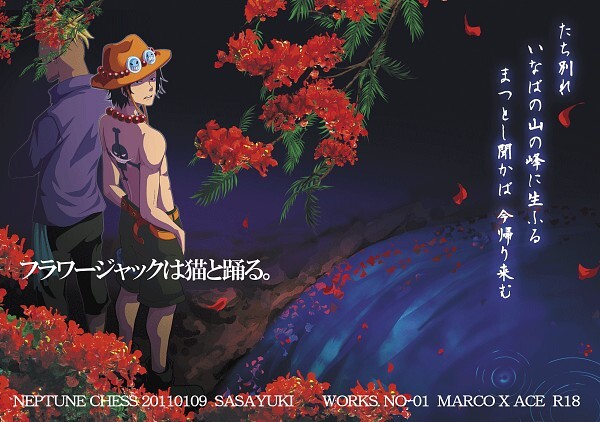 たち別れ
いなばの山の峰に生ふる
まつとし聞かば 今帰り来む
フラワージャックは猫と踊る。
NEPTUNE CHESS 20110109 SASAYUKI WORKS. NO-01 MARCO X ACE R18